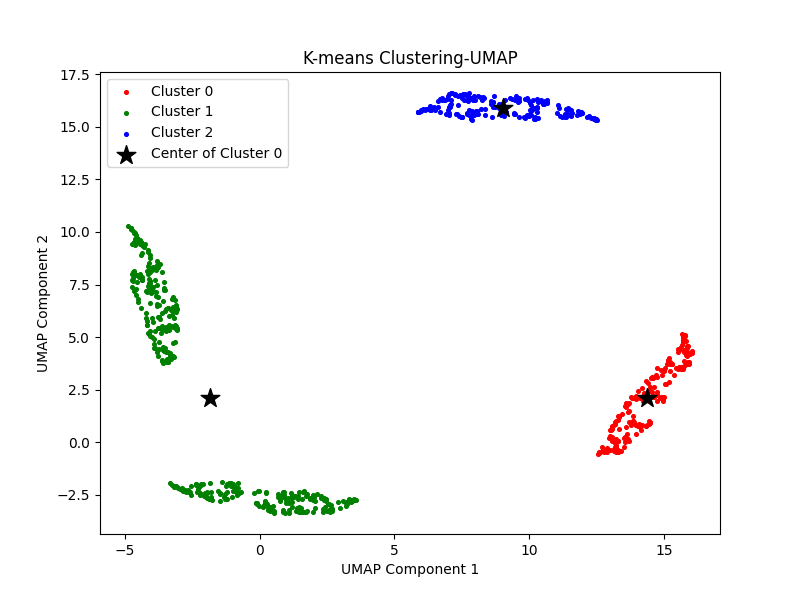 K-means Clustering-UMAP
17.5
15.0
12.5
10.0
7.5
5.0
2.5
0.0
−2.5
UMAP Component 2
Cluster 0
Cluster 1
Cluster 2
Center of Cluster 0
−5 0 5 10 15
UMAP Component 1